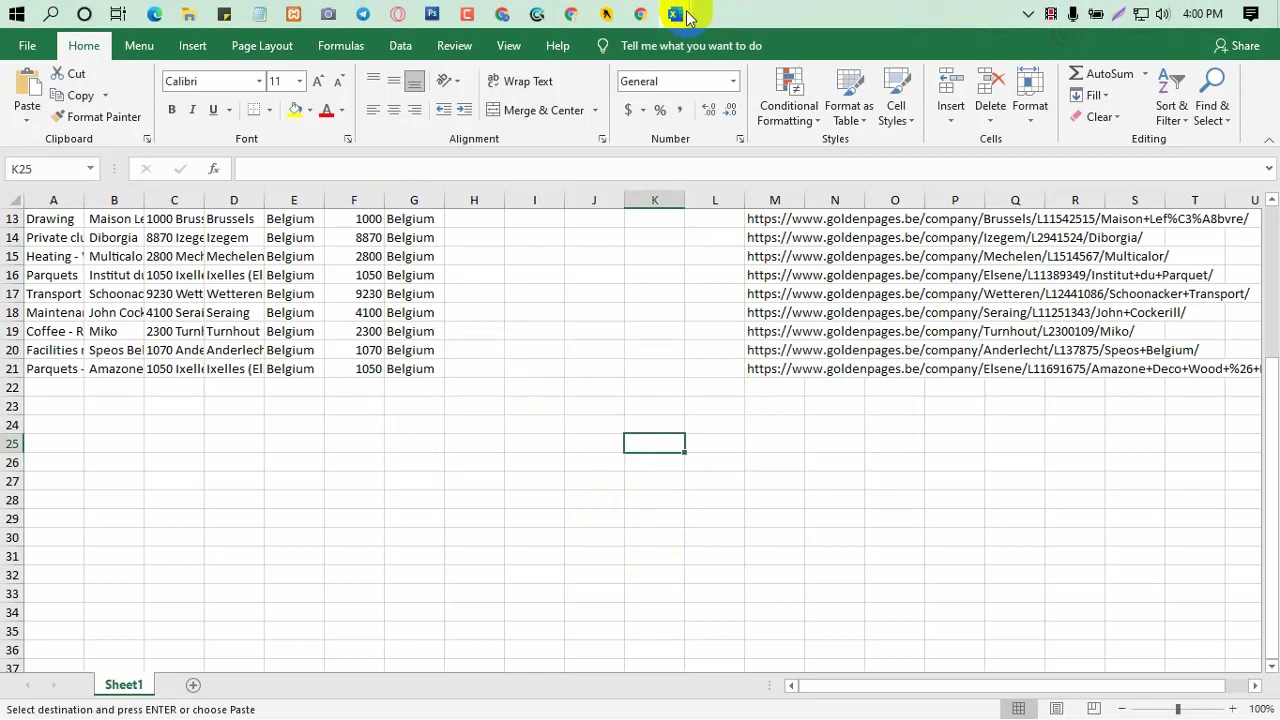 4:00 PM
File Home Menu Insert Page Layout Formulas Data Review View Help Tell me what you want to do Share
Paste Cut Copy Format Painter Clipboard
Calibri 11 B I U A Font
Wrap Text Merge & Center Alignment
General $ % , Number
Conditional Formatting Format as Table Cell Styles Styles
Insert Delete Format Cells
AutoSum Fill Clear Sort & Filter Find & Select Editing
K25 fx
A B C D E F G H I J K L M N O P Q R S T U
13 Drawing Maison Le 1000 Bruss Brussels Belgium 1000 Belgium https://www.goldenpages.be/company/Brussels/L11542515/Maison+Lef%C3%A8bvre/
14 Private clu Diborgia 8870 Izege Izegem Belgium 8870 Belgium https://www.goldenpages.be/company/Izegem/L2941524/Diborgia/
15 Heating - V Multicalo 2800 Mech Mechelen Belgium 2800 Belgium https://www.goldenpages.be/company/Mechelen/L1514567/Multicalor/
16 Parquets Institut du 1050 Ixelle Ixelles (El Belgium 1050 Belgium https://www.goldenpages.be/company/Elsene/L11389349/Institut+du+Parquet/
17 Transport Schoonac 9230 Wett Wetteren Belgium 9230 Belgium https://www.goldenpages.be/company/Wetteren/L12441086/Schoonacker+Transport/
18 Maintena John Cock 4100 Serai Seraing Belgium 4100 Belgium https://www.goldenpages.be/company/Seraing/L11251343/John+Cockerill/
19 Coffee - R Miko 2300 Turnh Turnhout Belgium 2300 Belgium https://www.goldenpages.be/company/Turnhout/L2300109/Miko/
20 Facilities r Speos Bel 1070 Ande Anderlech Belgium 1070 Belgium https://www.goldenpages.be/company/Anderlecht/L137875/Speos+Belgium/
21 Parquets - Amazone 1050 Ixelle Ixelles (El Belgium 1050 Belgium https://www.goldenpages.be/company/Elsene/L11691675/Amazone+Deco+Wood+%26+
22
23
24
25
26
27
28
29
30
31
32
33
34
35
36
37
Sheet1
Select destination and press ENTER or choose Paste 100%